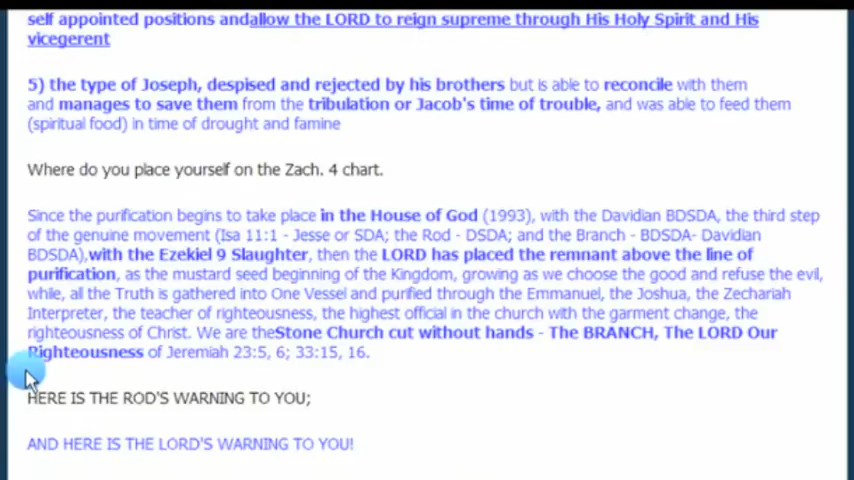 self appointed positions andallow the LORD to reign supreme through His Holy Spirit and His
vicegerent
5) the type of Joseph, despised and rejected by his brothers but is able to reconcile with them
and manages to save them from the tribulation or Jacob's time of trouble, and was able to feed them
(spiritual food) in time of drought and famine
Where do you place yourself on the Zach. 4 chart.
Since the purification begins to take place in the House of God (1993), with the Davidian BDSDA, the third step
of the genuine movement (Isa 11:1 - Jesse or SDA; the Rod - DSDA; and the Branch - BDSDA- Davidian
BDSDA),with the Ezekiel 9 Slaughter, then the LORD has placed the remnant above the line of
purification, as the mustard seed beginning of the Kingdom, growing as we choose the good and refuse the evil,
while, all the Truth is gathered into One Vessel and purified through the Emmanuel, the Joshua, the Zechariah
Interpreter, the teacher of righteousness, the highest official in the church with the garment change, the
righteousness of Christ. We are theStone Church cut without hands - The BRANCH, The LORD Our
Righteousness of Jeremiah 23:5, 6; 33:15, 16.
HERE IS THE ROD'S WARNING TO YOU;
AND HERE IS THE LORD'S WARNING TO YOU!